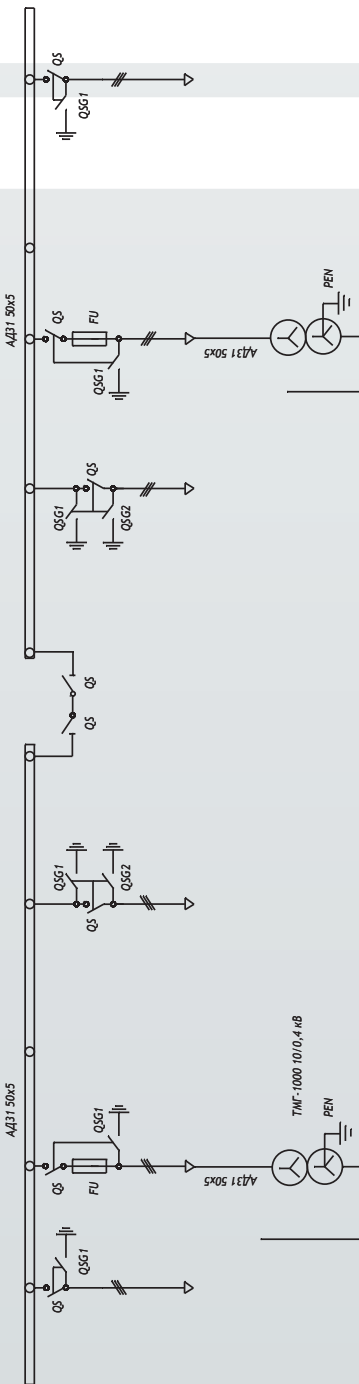 QS
QSG1
АД31 50x5
QS
FU
QSG1
АД31 50x5
PEN
QS
QSG1
QSG2
QS
QS
QSG1
QSG2
QS
АД31 50x5
QSG1
QS
FU
АД31 50x5
ТМГ-1000 10/0,4 кВ
PEN
QSG1
QS